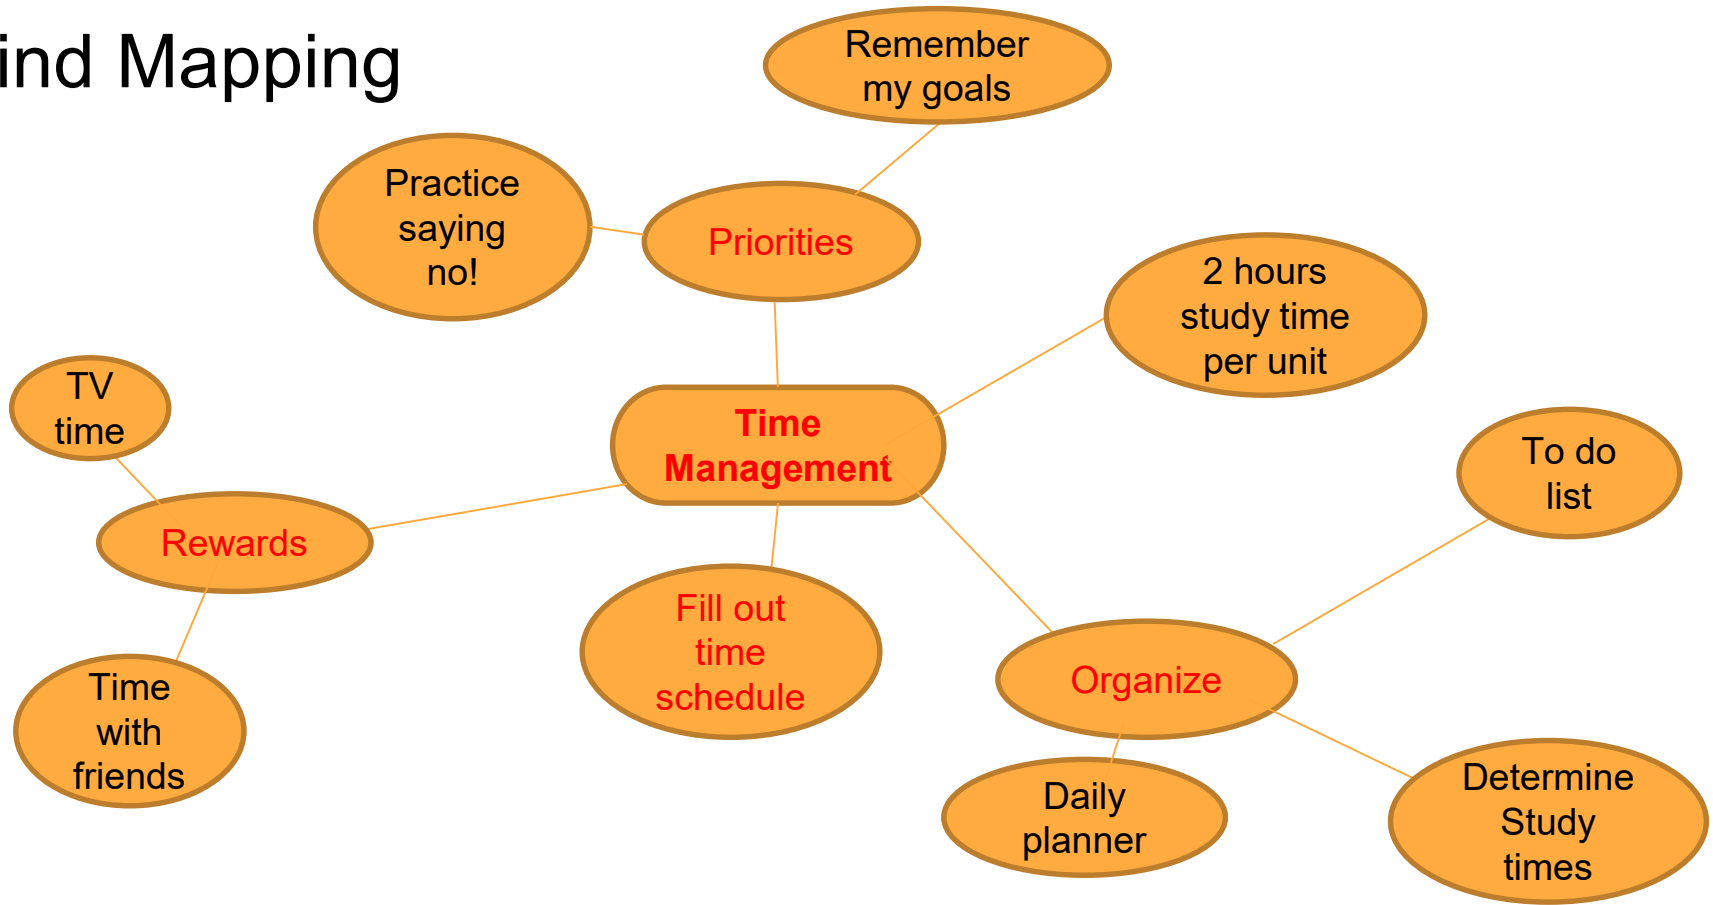 ind Mapping
Remember
my goals
Practice
saying
no!
Priorities
2 hours
study time
per unit
TV
time
Time
Management
To do
list
Rewards
Fill out
time
schedule
Organize
Time
with
friends
Daily
planner
Determine
Study
times